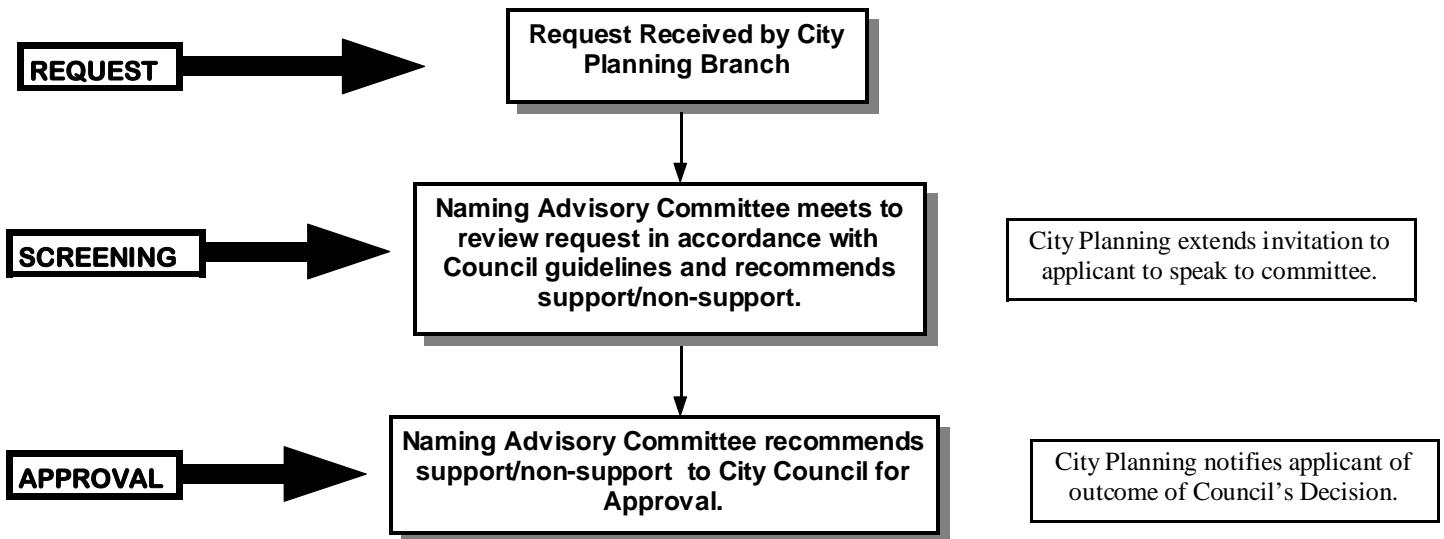 REQUEST
Request Received by City
Planning Branch
SCREENING
Naming Advisory Committee meets to
review request in accordance with
Council guidelines and recommends
support/non-support.
City Planning extends invitation to
applicant to speak to committee.
APPROVAL
Naming Advisory Committee recommends
support/non-support to City Council for
Approval.
City Planning notifies applicant of
outcome of Council's Decision.